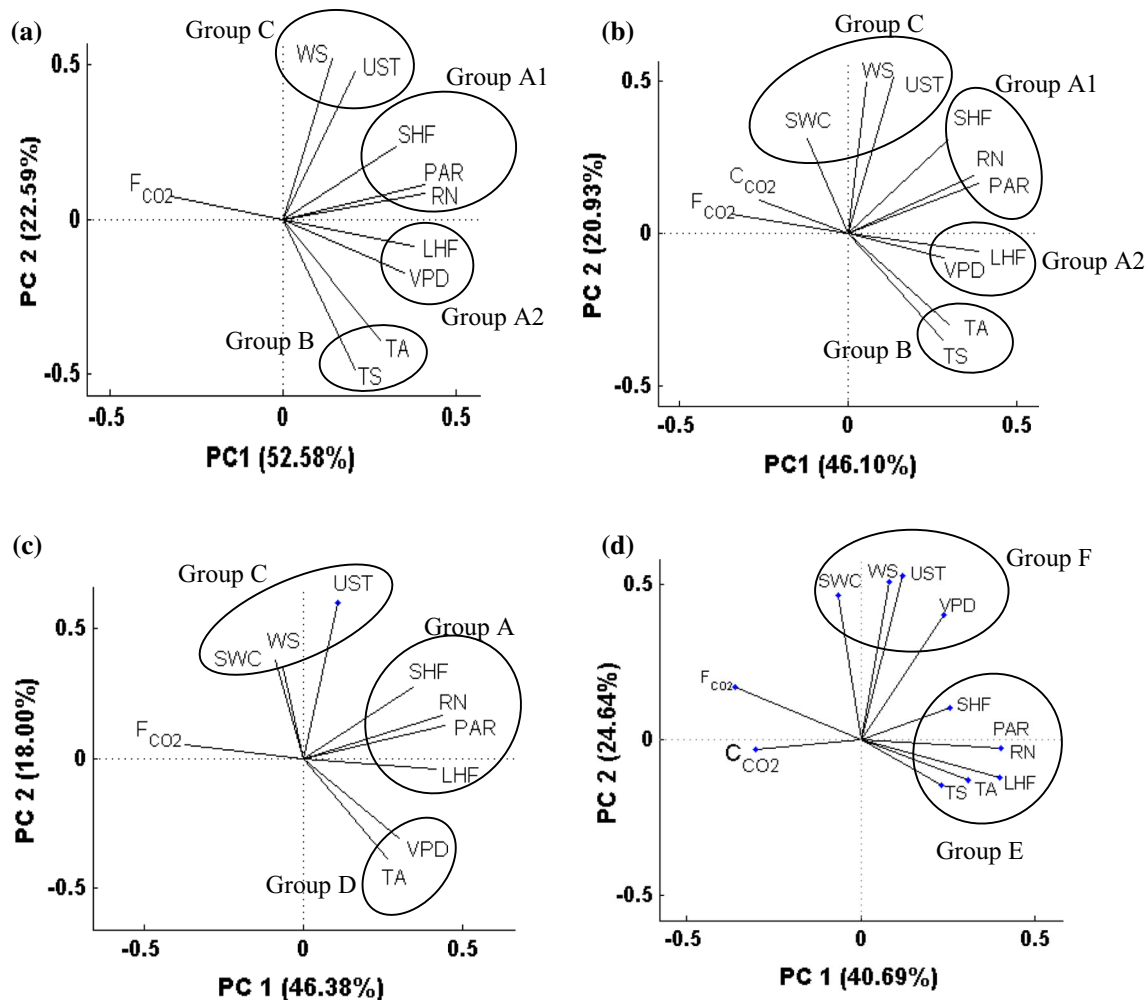 (a)
Group C
WS
UST
Group A1
SHF
PAR
RN
F CO2
LHF
VPD
Group A2
Group B
TA
TS
0.5
0
-0.5
-0.5
0
0.5
PC 2 (22.59%)
PC1 (52.58%)
(b)
Group C
WS
UST
SWC
Group A1
SHF
RN
PAR
C CO2
F CO2
LHF
VPD
Group A2
Group B
TA
TS
0.5
0
-0.5
-0.5
0
0.5
PC 2 (20.93%)
PC1 (46.10%)
(c)
Group C
UST
WS
SWC
Group A
SHF
RN
PAR
F CO2
LHF
VPD
TA
Group D
0.5
0
-0.5
-0.5
0
0.5
PC 2 (18.00%)
PC 1 (46.38%)
(d)
Group F
SWC
WS
UST
VPD
F CO2
SHF
PAR
RN
C CO2
LHF
TA
TS
Group E
0.5
0
-0.5
-0.5
0
0.5
PC 2 (24.64%)
PC 1 (40.69%)